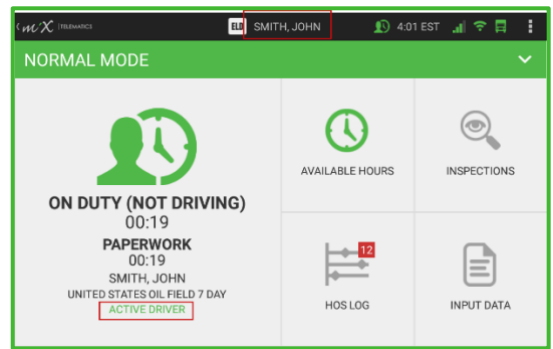 miX TELEMATICS
ELD SMITH, JOHN
4:01 EST
NORMAL MODE
ON DUTY (NOT DRIVING)
00:19
PAPERWORK
00:19
SMITH, JOHN
UNITED STATES OIL FIELD 7 DAY
ACTIVE DRIVER
AVAILABLE HOURS
INSPECTIONS
12
HOS LOG
INPUT DATA